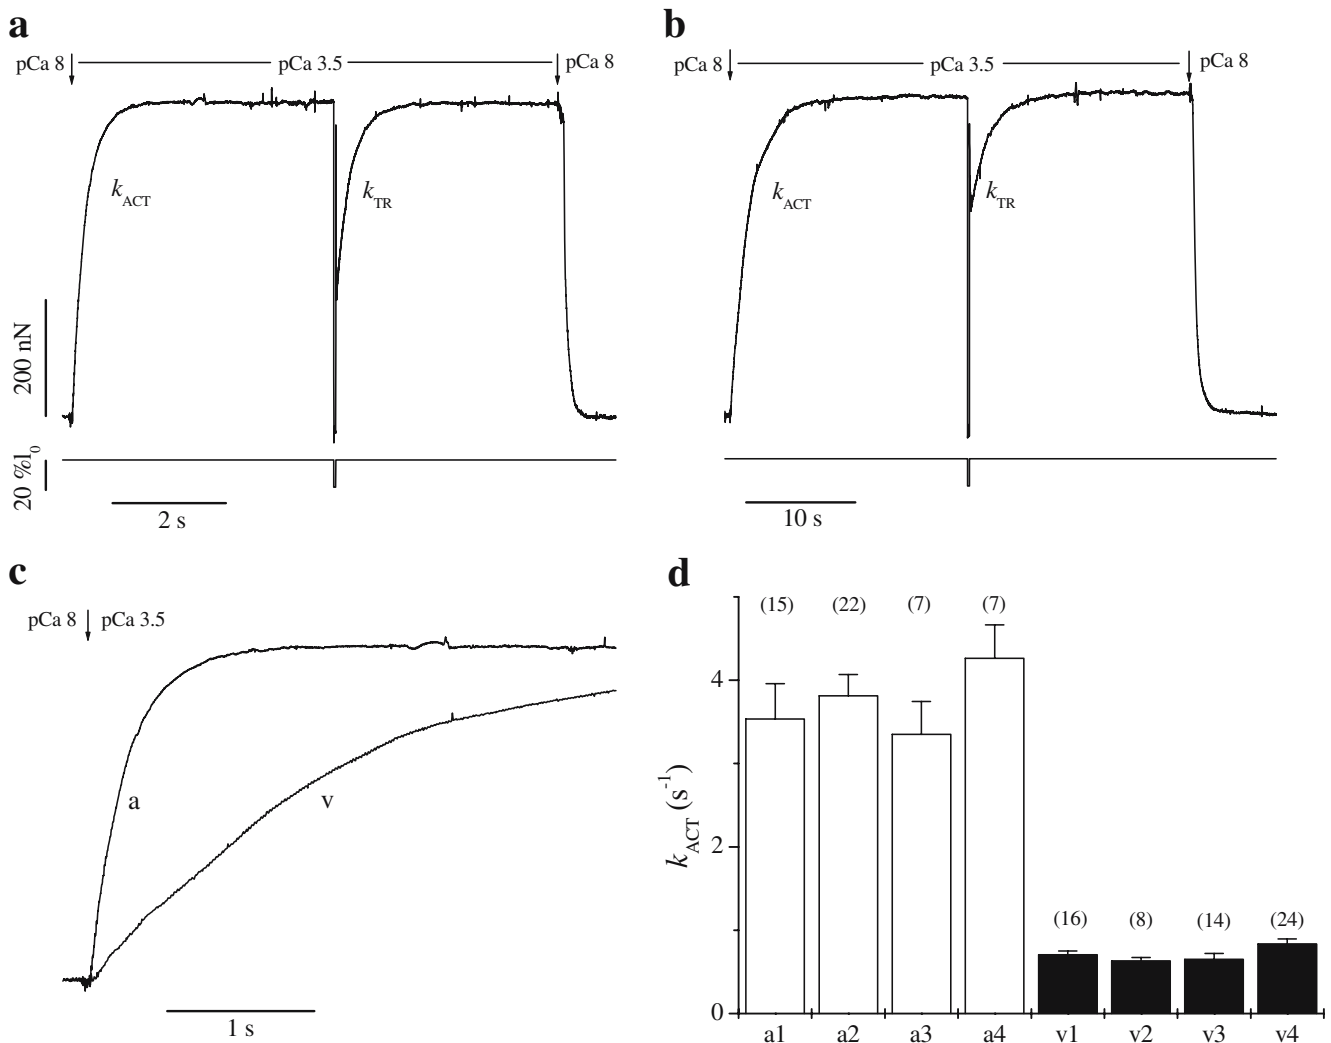 a
pCa 8 pCa 3.5 pCa 8
kACT
kTR
200 nN
20 %l0
2 s
b
pCa 8 pCa 3.5 pCa 8
kACT
kTR
10 s
c
pCa 8 pCa 3.5
a
v
1 s
d
(15) (22) (7) (7)
(16) (8) (14) (24)
4
2
0
kACT (s-1)
a1 a2 a3 a4 v1 v2 v3 v4